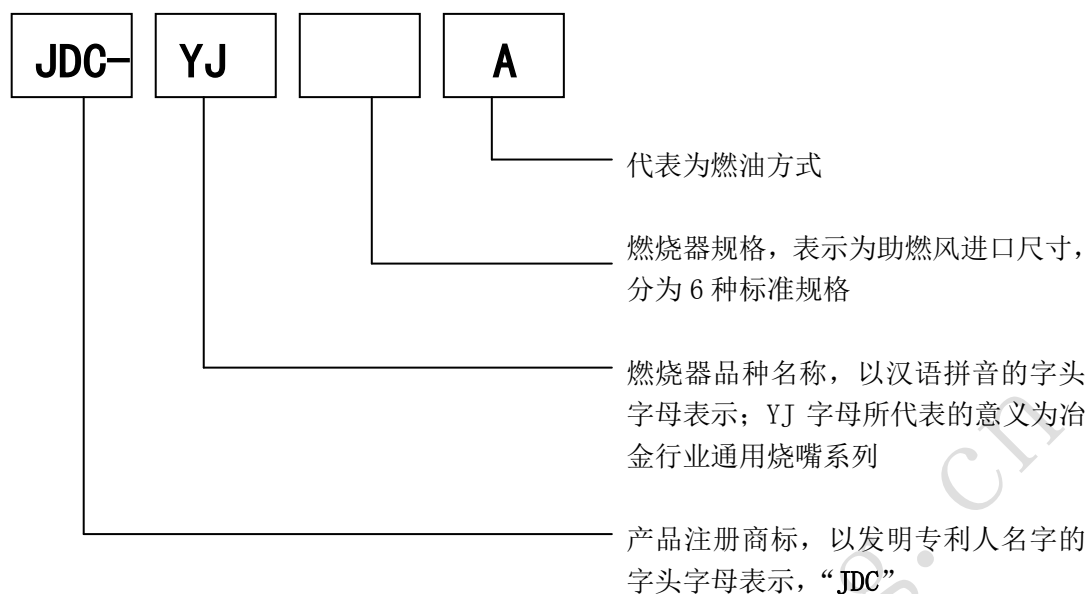 JDC- YJ A
代表为燃油方式
燃烧器规格，表示为助燃风进口尺寸，
分为 6 种标准规格
燃烧器品种名称，以汉语拼音的字头
字母表示；YJ 字母所代表的意义为冶
金行业通用烧嘴系列
产品注册商标，以发明专利人名字的
字头字母表示，“JDC”